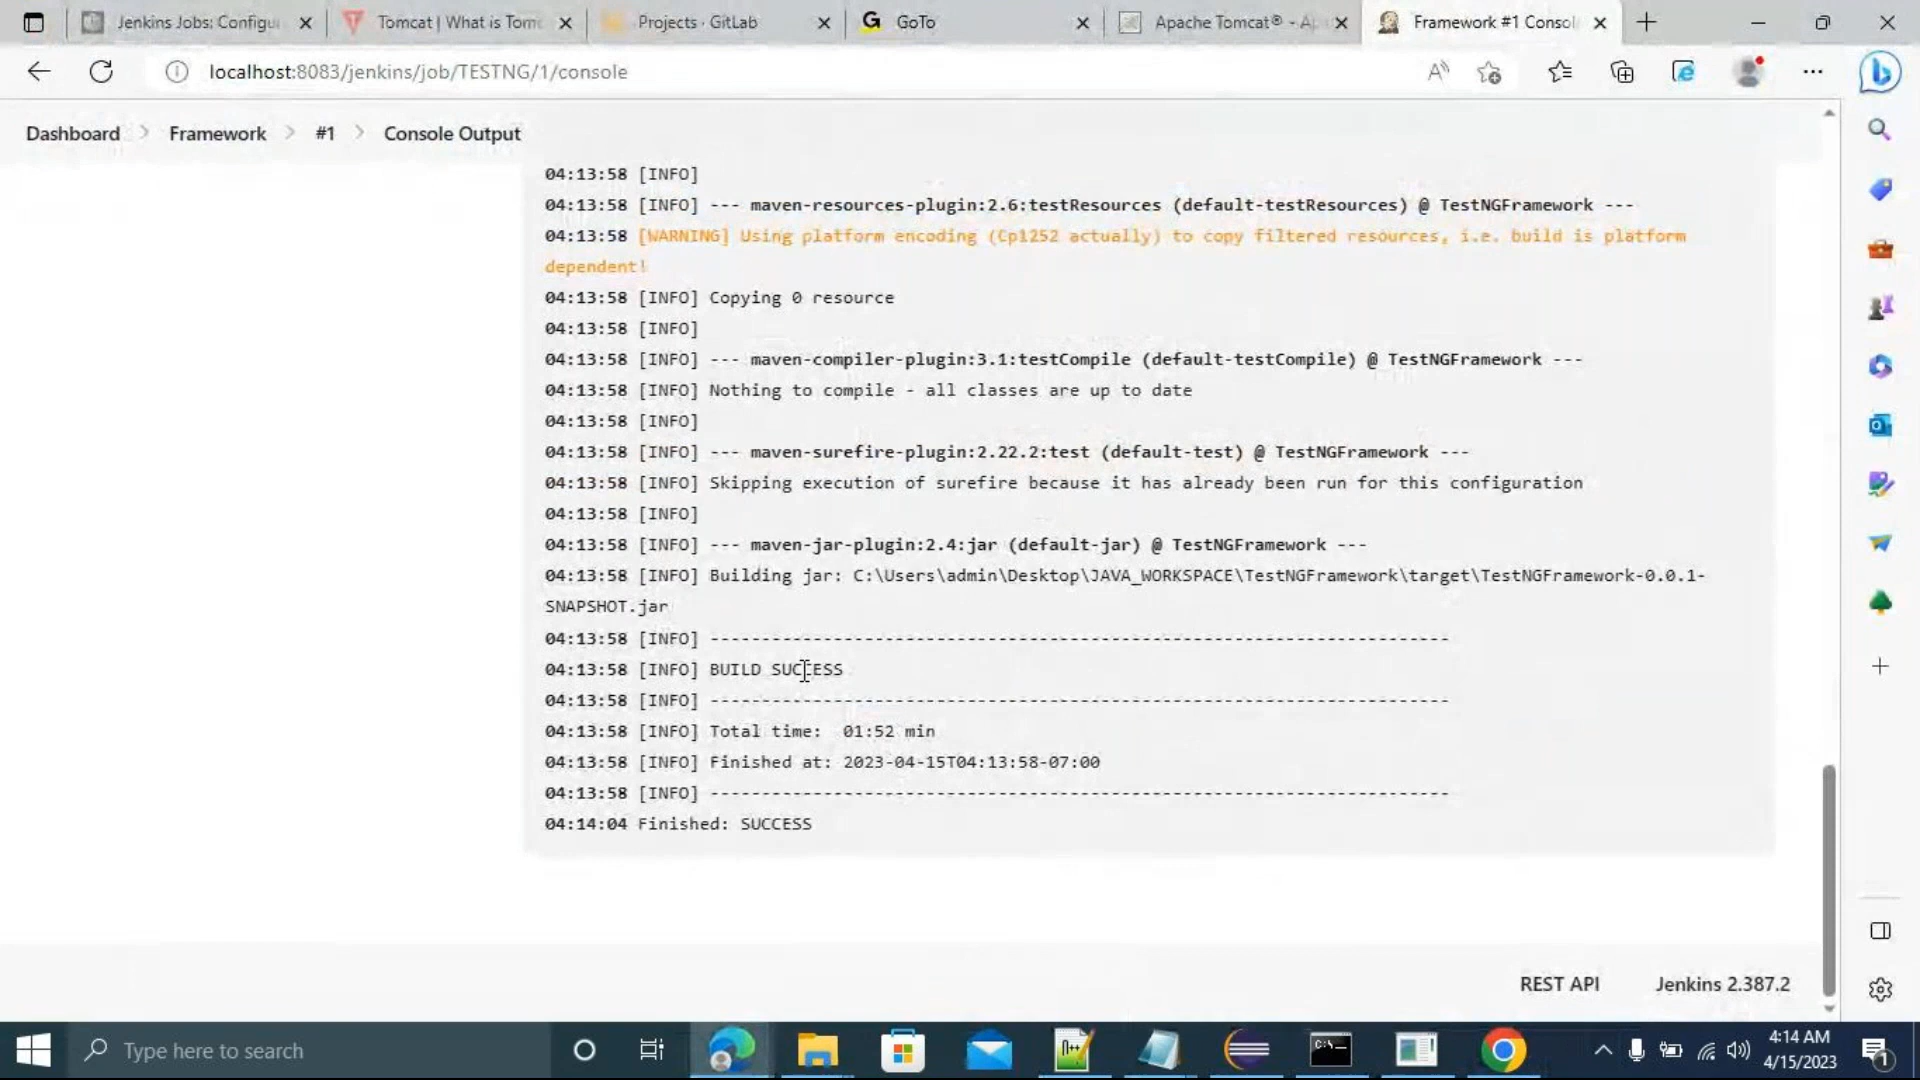 Jenkins Jobs: Configu
Tomcat | What is Tom
Projects · GitLab
GoTo
Apache Tomcat® - Ap
Framework #1 Consol
localhost:8083/jenkins/job/TESTNG/1/console
Dashboard > Framework > #1 > Console Output
04:13:58 [INFO]
04:13:58 [INFO] --- maven-resources-plugin:2.6:testResources (default-testResources) @ TestNGFramework ---
04:13:58 [WARNING] Using platform encoding (Cp1252 actually) to copy filtered resources, i.e. build is platform
dependent!
04:13:58 [INFO] Copying 0 resource
04:13:58 [INFO]
04:13:58 [INFO] --- maven-compiler-plugin:3.1:testCompile (default-testCompile) @ TestNGFramework ---
04:13:58 [INFO] Nothing to compile - all classes are up to date
04:13:58 [INFO]
04:13:58 [INFO] --- maven-surefire-plugin:2.22.2:test (default-test) @ TestNGFramework ---
04:13:58 [INFO] Skipping execution of surefire because it has already been run for this configuration
04:13:58 [INFO]
04:13:58 [INFO] --- maven-jar-plugin:2.4:jar (default-jar) @ TestNGFramework ---
04:13:58 [INFO] Building jar: C:\Users\admin\Desktop\JAVA_WORKSPACE\TestNGFramework\target\TestNGFramework-0.0.1-
SNAPSHOT.jar
04:13:58 [INFO] ------------------------------------------------------------------------
04:13:58 [INFO] BUILD SUCCESS
04:13:58 [INFO] ------------------------------------------------------------------------
04:13:58 [INFO] Total time:  01:52 min
04:13:58 [INFO] Finished at: 2023-04-15T04:13:58-07:00
04:13:58 [INFO] ------------------------------------------------------------------------
04:14:04 Finished: SUCCESS
REST API
Jenkins 2.387.2
Type here to search
4:14 AM
4/15/2023
1